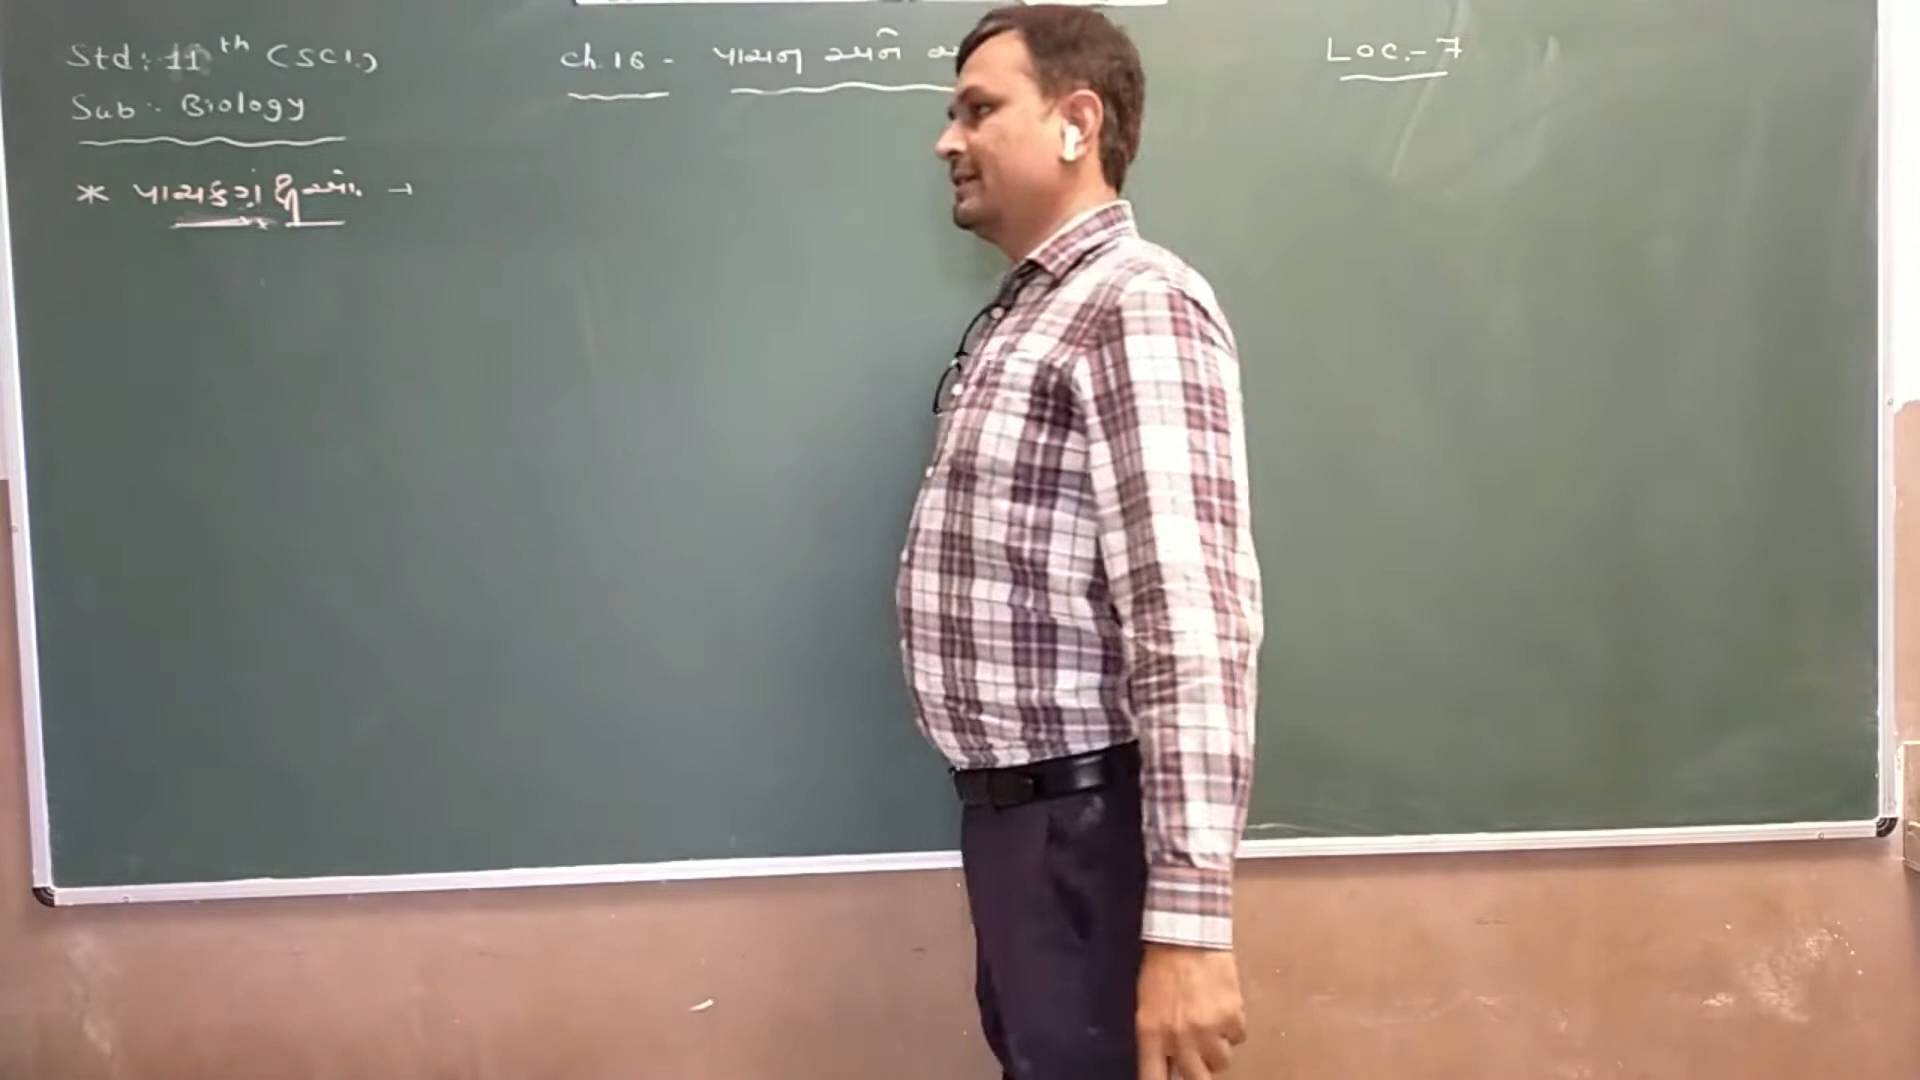 Std:- 11th (SCI.)
Ch. 16 - પાચન અને
Loc.- 7
Sub :- Biology
* પાચકગ્રંથીઓ. →